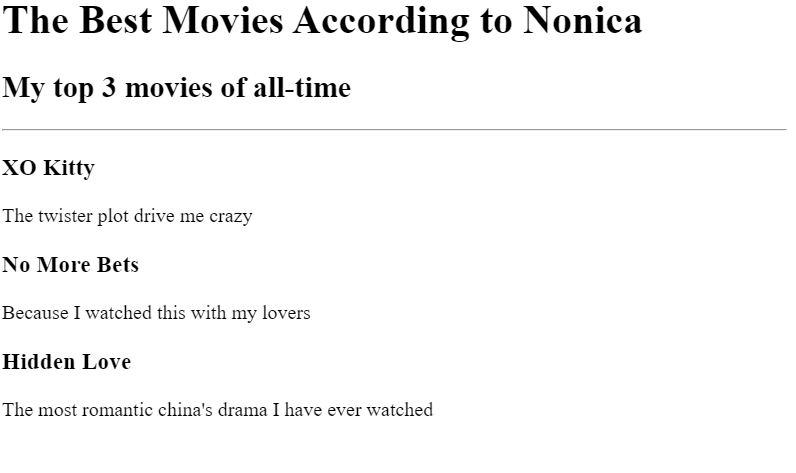 The Best Movies According to Nonica
My top 3 movies of all-time
XO Kitty
The twister plot drive me crazy
No More Bets
Because I watched this with my lovers
Hidden Love
The most romantic china's drama I have ever watched